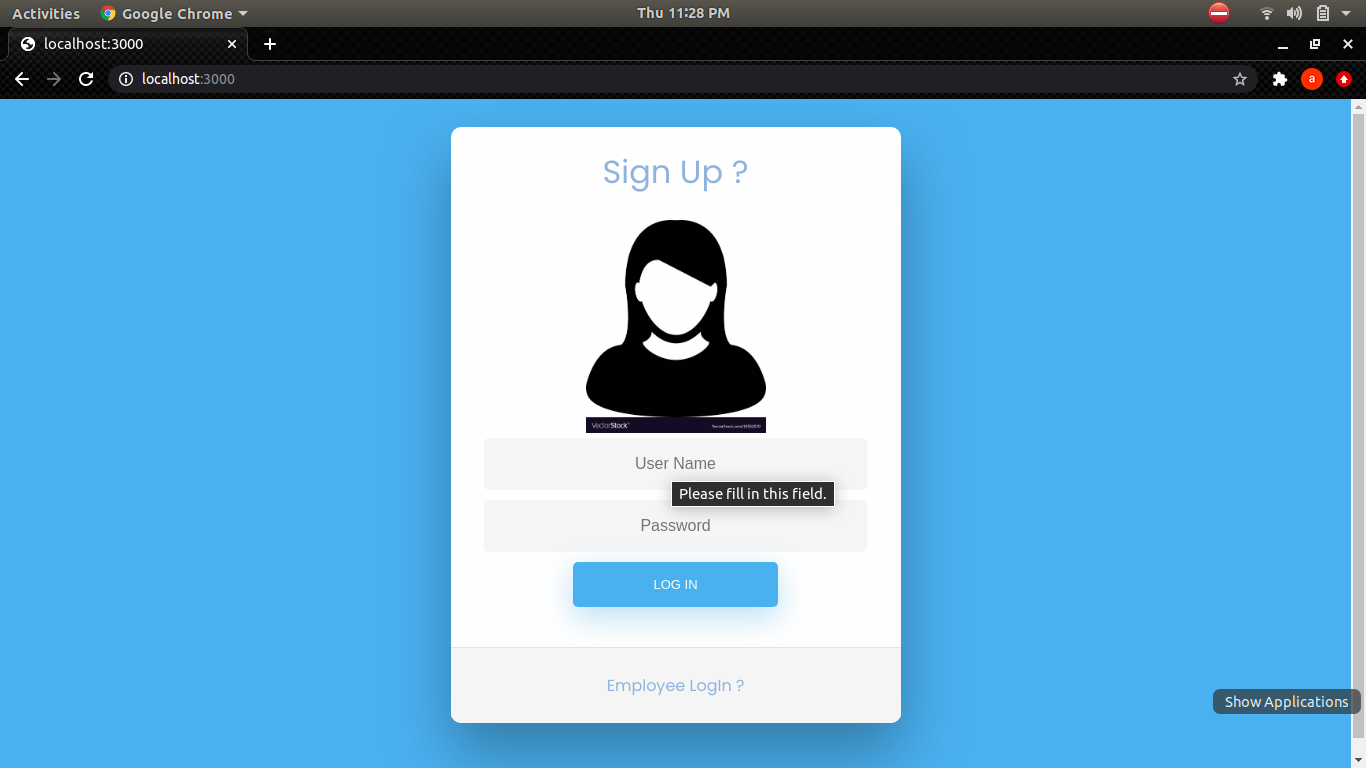 Activities
Google Chrome
Thu 11:28 PM
localhost:3000
localhost:3000
a
Sign Up ?
VectorStock
User Name
Please fill in this field.
Password
LOG IN
Employee LogIn ?
Show Applications